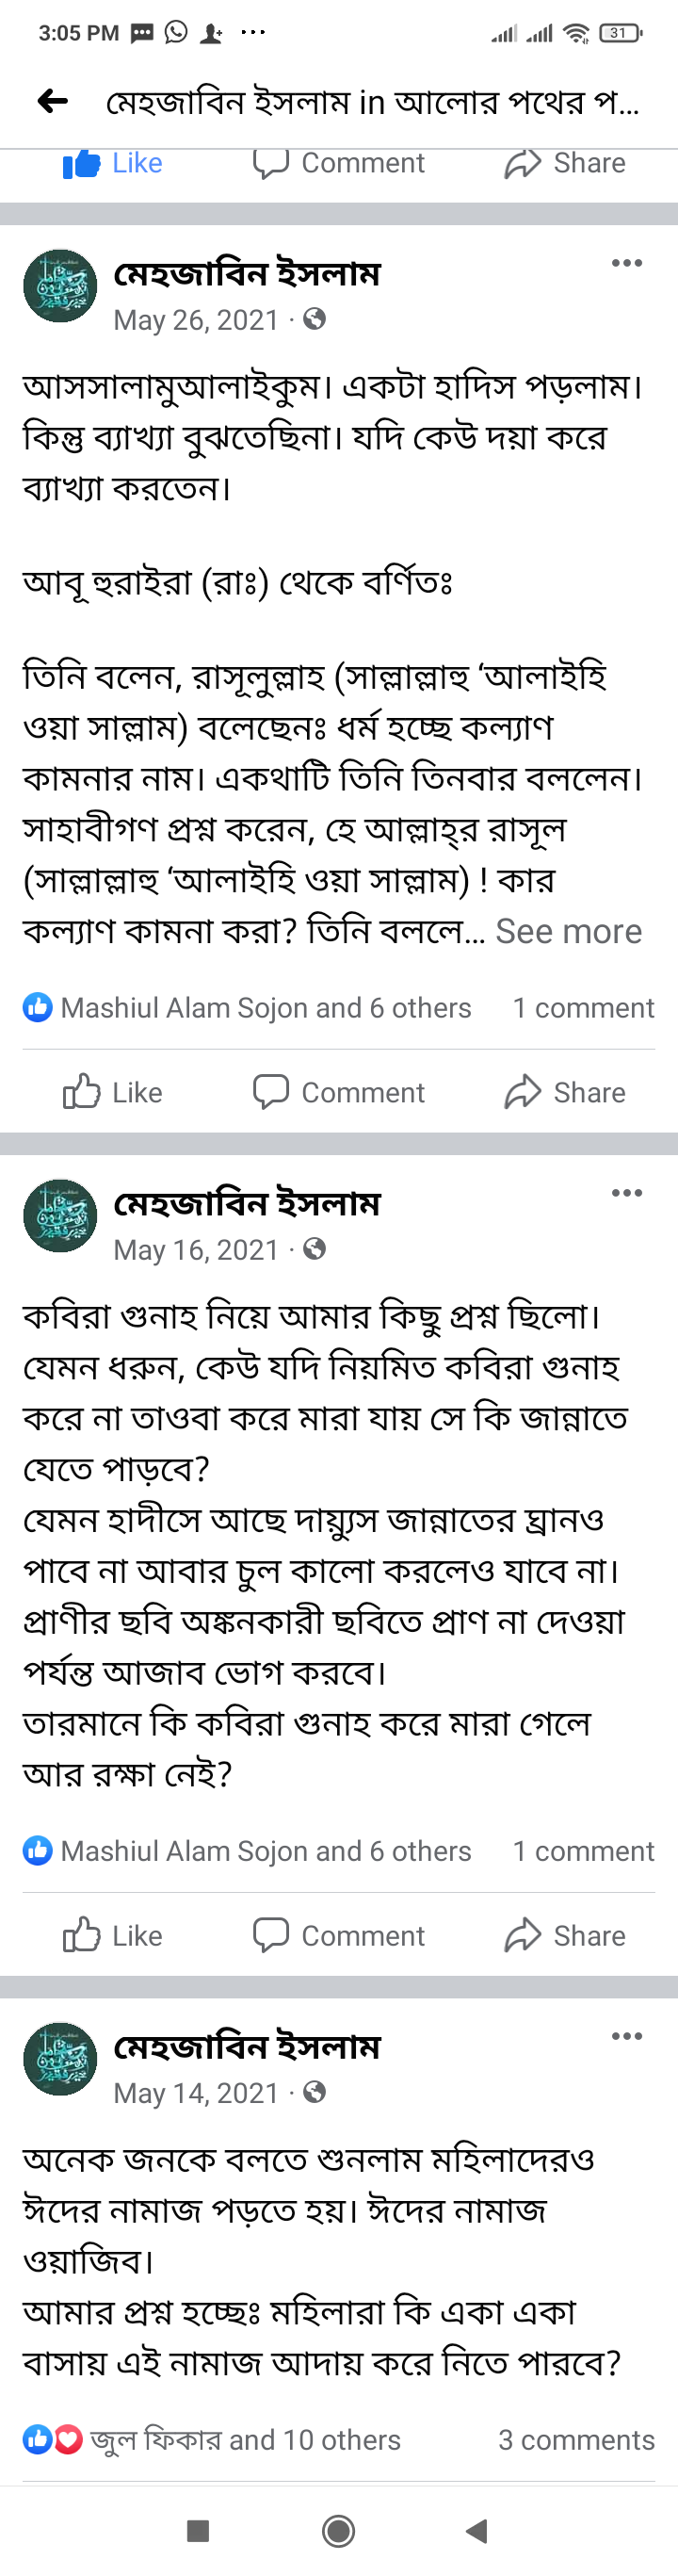 3:05 PM
31
মেহজাবিন ইসলাম in আলোর পথের প...
Like Comment Share
মেহজাবিন ইসলাম
May 26, 2021 ·
আসসালামুআলাইকুম। একটা হাদিস পড়লাম।
কিন্তু ব্যাখ্যা বুঝতেছিনা। যদি কেউ দয়া করে
ব্যাখ্যা করতেন।
আবূ হুরাইরা (রাঃ) থেকে বর্ণিতঃ
তিনি বলেন, রাসূলুল্লাহ (সাল্লাল্লাহু ‘আলাইহি
ওয়া সাল্লাম) বলেছেনঃ ধর্ম হচ্ছে কল্যাণ
কামনার নাম। একথাটি তিনি তিনবার বললেন।
সাহাবীগণ প্রশ্ন করেন, হে আল্লাহ্‌র রাসূল
(সাল্লাল্লাহু ‘আলাইহি ওয়া সাল্লাম) ! কার
কল্যাণ কামনা করা? তিনি বললে... See more
Mashiul Alam Sojon and 6 others 1 comment
Like Comment Share
মেহজাবিন ইসলাম
May 16, 2021 ·
কবিরা গুনাহ নিয়ে আমার কিছু প্রশ্ন ছিলো।
যেমন ধরুন, কেউ যদি নিয়মিত কবিরা গুনাহ
করে না তাওবা করে মারা যায় সে কি জান্নাতে
যেতে পাড়বে?
যেমন হাদীসে আছে দায়্যুস জান্নাতের ঘ্রানও
পাবে না আবার চুল কালো করলেও যাবে না।
প্রাণীর ছবি অঙ্কনকারী ছবিতে প্রাণ না দেওয়া
পর্যন্ত আজাব ভোগ করবে।
তারমানে কি কবিরা গুনাহ করে মারা গেলে
আর রক্ষা নেই?
Mashiul Alam Sojon and 6 others 1 comment
Like Comment Share
মেহজাবিন ইসলাম
May 14, 2021 ·
অনেক জনকে বলতে শুনলাম মহিলাদেরও
ঈদের নামাজ পড়তে হয়। ঈদের নামাজ
ওয়াজিব।
আমার প্রশ্ন হচ্ছেঃ মহিলারা কি একা একা
বাসায় এই নামাজ আদায় করে নিতে পারবে?
জুল ফিকার and 10 others 3 comments